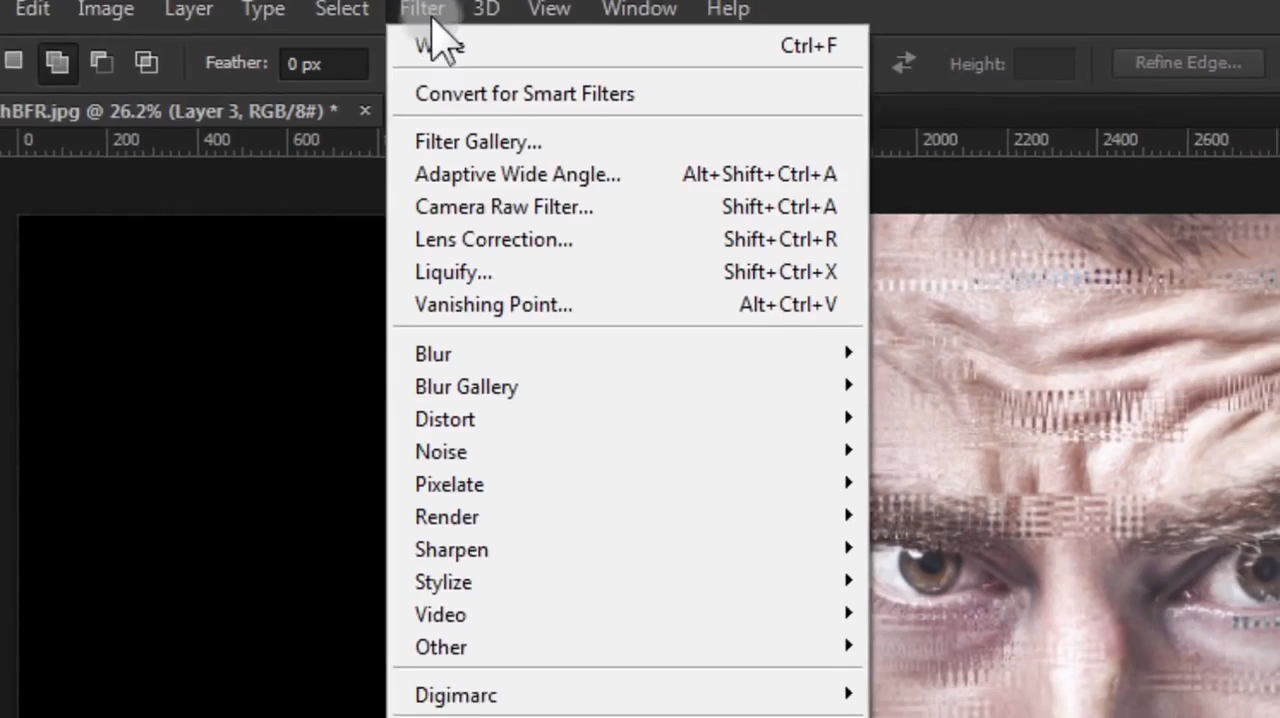 Edit Image Layer Type Select Filter 3D View Window Help
Feather: 0 px Height: Refine Edge...
hBFR.jpg @ 26.2% (Layer 3, RGB/8#) * ×
0 200 400 600 2000 2200 2400 2600
Ctrl+F
Convert for Smart Filters
Filter Gallery...
Adaptive Wide Angle... Alt+Shift+Ctrl+A
Camera Raw Filter... Shift+Ctrl+A
Lens Correction... Shift+Ctrl+R
Liquify... Shift+Ctrl+X
Vanishing Point... Alt+Ctrl+V
Blur
Blur Gallery
Distort
Noise
Pixelate
Render
Sharpen
Stylize
Video
Other
Digimarc